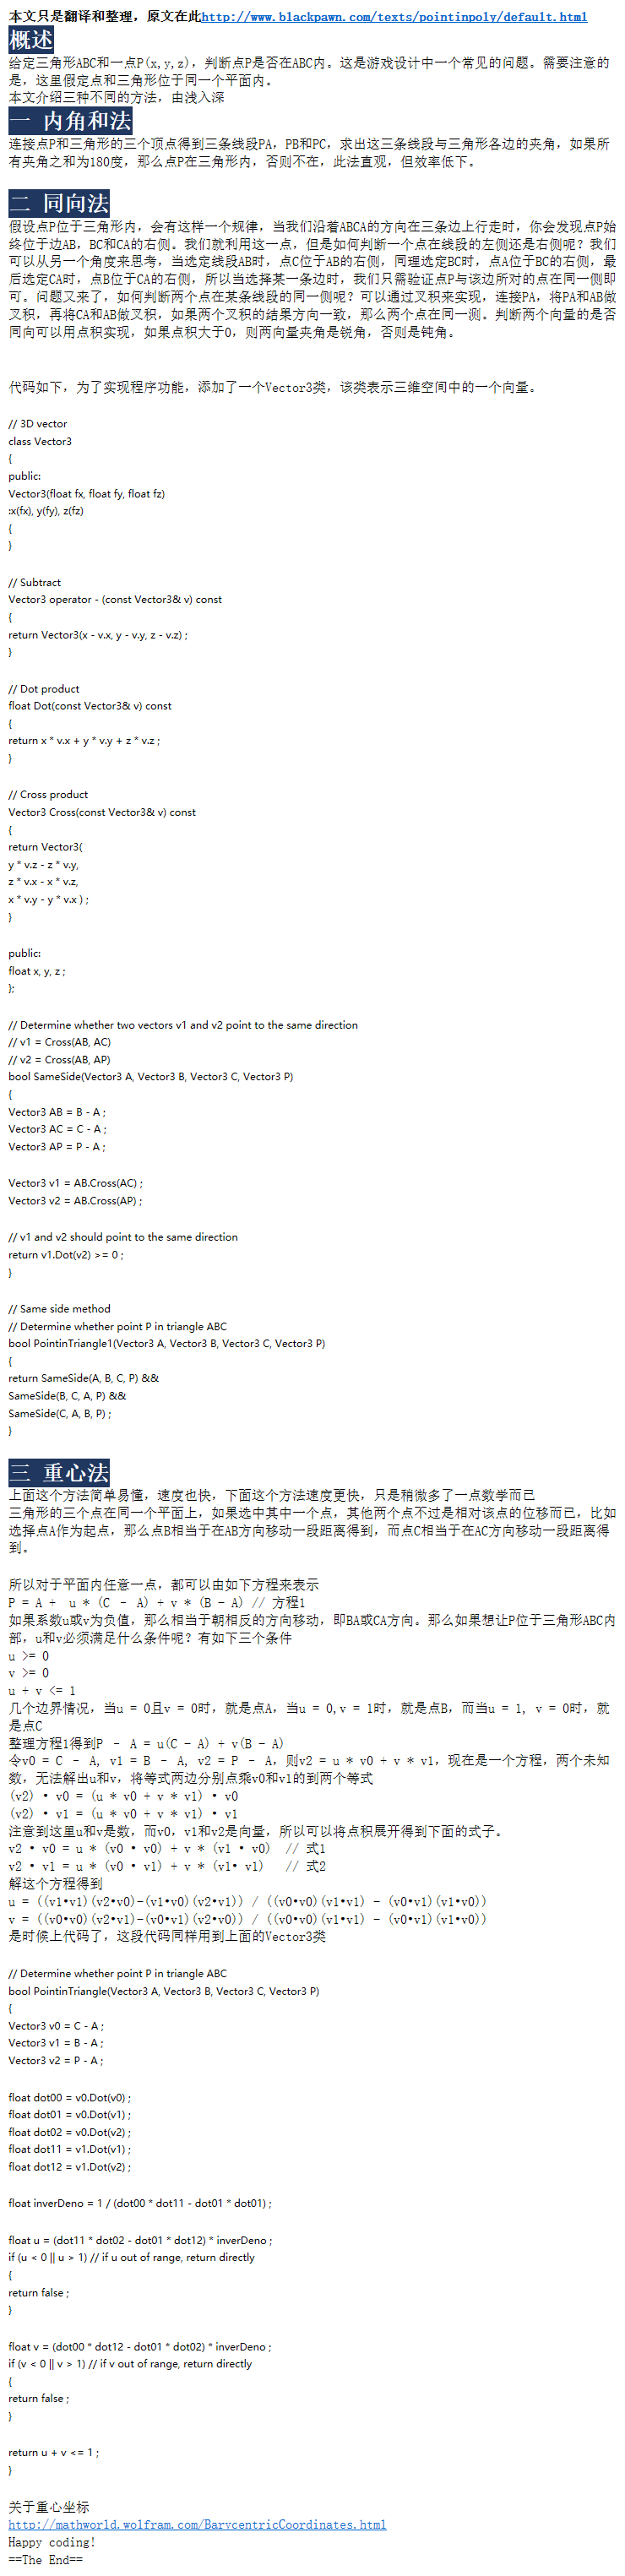 本文只是翻译和整理，原文在此http://www.blackpawn.com/texts/pointinpoly/default.html
概述
给定三角形ABC和一点P(x,y,z)，判断点P是否在ABC内。这是游戏设计中一个常见的问题。需要注意的
是，这里假定点和三角形位于同一个平面内。
本文介绍三种不同的方法，由浅入深
一 内角和法
连接点P和三角形的三个顶点得到三条线段PA，PB和PC，求出这三条线段与三角形各边的夹角，如果所
有夹角之和为180度，那么点P在三角形内，否则不在，此法直观，但效率低下。
二 同向法
假设点P位于三角形内，会有这样一个规律，当我们沿着ABCA的方向在三条边上行走时，你会发现点P始
终位于边AB，BC和CA的右侧。我们就利用这一点，但是如何判断一个点在线段的左侧还是右侧呢？我们
可以从另一个角度来思考，当选定线段AB时，点C位于AB的右侧，同理选定BC时，点A位于BC的右侧，最
后选定CA时，点B位于CA的右侧，所以当选择某一条边时，我们只需验证点P与该边所对的点在同一侧即
可。问题又来了，如何判断两个点在某条线段的同一侧呢？可以通过叉积来实现，连接PA，将PA和AB做
叉积，再将CA和AB做叉积，如果两个叉积的结果方向一致，那么两个点在同一测。判断两个向量的是否
同向可以用点积实现，如果点积大于0，则两向量夹角是锐角，否则是钝角。
代码如下，为了实现程序功能，添加了一个Vector3类，该类表示三维空间中的一个向量。
// 3D vector
class Vector3
{
public:
Vector3(float fx, float fy, float fz)
:x(fx), y(fy), z(fz)
{
}
// Subtract
Vector3 operator - (const Vector3& v) const
{
return Vector3(x - v.x, y - v.y, z - v.z) ;
}
// Dot product
float Dot(const Vector3& v) const
{
return x * v.x + y * v.y + z * v.z ;
}
// Cross product
Vector3 Cross(const Vector3& v) const
{
return Vector3(
y * v.z - z * v.y,
z * v.x - x * v.z,
x * v.y - y * v.x ) ;
}
public:
float x, y, z ;
};
// Determine whether two vectors v1 and v2 point to the same direction
// v1 = Cross(AB, AC)
// v2 = Cross(AB, AP)
bool SameSide(Vector3 A, Vector3 B, Vector3 C, Vector3 P)
{
Vector3 AB = B - A ;
Vector3 AC = C - A ;
Vector3 AP = P - A ;
Vector3 v1 = AB.Cross(AC) ;
Vector3 v2 = AB.Cross(AP) ;
// v1 and v2 should point to the same direction
return v1.Dot(v2) >= 0 ;
}
// Same side method
// Determine whether point P in triangle ABC
bool PointinTriangle1(Vector3 A, Vector3 B, Vector3 C, Vector3 P)
{
return SameSide(A, B, C, P) &&
SameSide(B, C, A, P) &&
SameSide(C, A, B, P) ;
}
三 重心法
上面这个方法简单易懂，速度也快，下面这个方法速度更快，只是稍微多了一点数学而已
三角形的三个点在同一个平面上，如果选中其中一个点，其他两个点不过是相对该点的位移而已，比如
选择点A作为起点，那么点B相当于在AB方向移动一段距离得到，而点C相当于在AC方向移动一段距离得
到。
所以对于平面内任意一点，都可以由如下方程来表示
P = A +  u * (C – A) + v * (B - A) // 方程1
如果系数u或v为负值，那么相当于朝相反的方向移动，即BA或CA方向。那么如果想让P位于三角形ABC内
部，u和v必须满足什么条件呢？有如下三个条件
u >= 0
v >= 0
u + v <= 1
几个边界情况，当u = 0且v = 0时，就是点A，当u = 0,v = 1时，就是点B，而当u = 1, v = 0时，就
是点C
整理方程1得到P – A = u(C - A) + v(B - A)
令v0 = C – A, v1 = B – A, v2 = P – A，则v2 = u * v0 + v * v1，现在是一个方程，两个未知
数，无法解出u和v，将等式两边分别点乘v0和v1的到两个等式
(v2) • v0 = (u * v0 + v * v1) • v0
(v2) • v1 = (u * v0 + v * v1) • v1
注意到这里u和v是数，而v0，v1和v2是向量，所以可以将点积展开得到下面的式子。
v2 • v0 = u * (v0 • v0) + v * (v1 • v0)  // 式1
v2 • v1 = u * (v0 • v1) + v * (v1• v1)   // 式2
解这个方程得到
u = ((v1•v1)(v2•v0)-(v1•v0)(v2•v1)) / ((v0•v0)(v1•v1) - (v0•v1)(v1•v0))
v = ((v0•v0)(v2•v1)-(v0•v1)(v2•v0)) / ((v0•v0)(v1•v1) - (v0•v1)(v1•v0))
是时候上代码了，这段代码同样用到上面的Vector3类
// Determine whether point P in triangle ABC
bool PointinTriangle(Vector3 A, Vector3 B, Vector3 C, Vector3 P)
{
Vector3 v0 = C - A ;
Vector3 v1 = B - A ;
Vector3 v2 = P - A ;
float dot00 = v0.Dot(v0) ;
float dot01 = v0.Dot(v1) ;
float dot02 = v0.Dot(v2) ;
float dot11 = v1.Dot(v1) ;
float dot12 = v1.Dot(v2) ;
float inverDeno = 1 / (dot00 * dot11 - dot01 * dot01) ;
float u = (dot11 * dot02 - dot01 * dot12) * inverDeno ;
if (u < 0 || u > 1) // if u out of range, return directly
{
return false ;
}
float v = (dot00 * dot12 - dot01 * dot02) * inverDeno ;
if (v < 0 || v > 1) // if v out of range, return directly
{
return false ;
}
return u + v <= 1 ;
}
关于重心坐标
http://mathworld.wolfram.com/BarycentricCoordinates.html
Happy coding!
==The End==